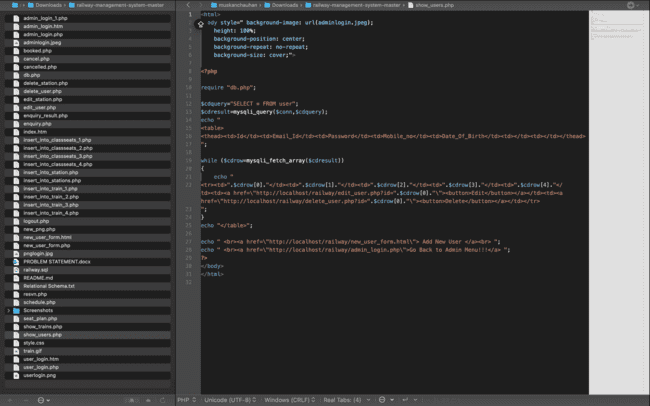 Downloads › railway-management-system-master
admin_login_1.php
admin_login.htm
admin_login.php
adminlogin.jpeg
booked.php
cancel.php
cancelled.php
db.php
delete_station.php
delete_user.php
edit_station.php
edit_user.php
enquiry_result.php
enquiry.php
index.htm
insert_into_classseats_1.php
insert_into_classseats_2.php
insert_into_classseats_3.php
insert_into_classseats_4.php
insert_into_station.php
insert_into_stations.php
insert_into_train_1.php
insert_into_train_2.php
insert_into_train_3.php
insert_into_train_4.php
logout.php
new_png.php
new_user_form.html
new_user_form.php
pnglogin.jpg
PROBLEM STATEMENT.docs
railway.sql
README.md
Relational Schema.txt
resvn.php
schedule.php
Screenshots
seat_plan.php
show_trains.php
show_users.php
style.css
train.gif
user_login.htm
user_login.php
userlogin.png
muskanchauhan › Downloads › railway-management-system-master › show_users.php
<html>
ody style=" background-image: url(adminlogin.jpeg);
height: 100%;
background-position: center;
background-repeat: no-repeat;
background-size: cover;">
<?php
require "db.php";
$cdquery="SELECT * FROM user";
$cdresult=mysqli_query($conn,$cdquery);
echo "
<table>
<thead><td>Id</td><td>Email_Id</td><td>Password</td><td>Mobile_no</td><td>Date_Of_Birth</td><td></td><td></td></thead>
";
while ($cdrow=mysqli_fetch_array($cdresult))
{
echo "
<tr><td>".$cdrow[0]."</td><td>".$cdrow[1]."</td><td>".$cdrow[2]."</td><td>".$cdrow[3]."</td><td>".$cdrow[4]."</
td><td><a href=\"http://localhost/railway/edit_user.php?id=".$cdrow[0]."\"><button>Edit</button></a></td><td><a
href=\"http://localhost/railway/delete_user.php?id=".$cdrow[0]."\"><button>Delete</button></a></td></tr>
";
}
echo "</table>";
echo " <br><a href=\"http://localhost/railway/new_user_form.html\"> Add New User </a><br> ";
echo " <br><a href=\"http://localhost/railway/admin_login.php\">Go Back to Admin Menu!!!</a> ";
?>
</body>
</html>
PHP Unicode (UTF-8) Windows (CRLF) Real Tabs: (4)